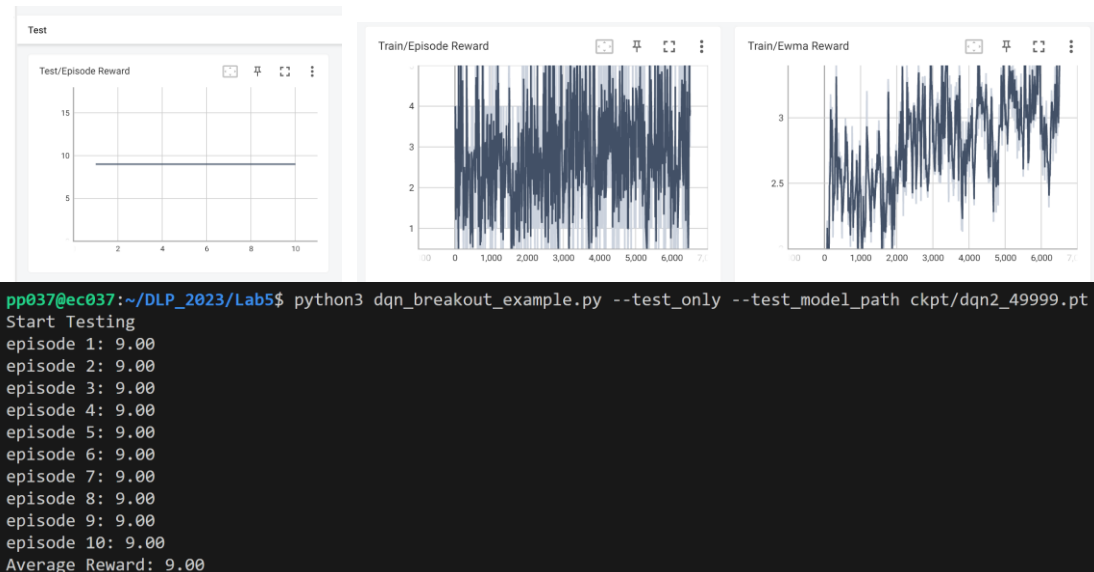 Test
Test/Episode Reward
15
10
5
2 4 6 8 10
Train/Episode Reward
4
3
2
1
00 0 1,000 2,000 3,000 4,000 5,000 6,000 7,
Train/Ewma Reward
3
2.5
00 0 1,000 2,000 3,000 4,000 5,000 6,000 7,
pp037@ec037:~/DLP_2023/Lab5$ python3 dqn_breakout_example.py --test_only --test_model_path ckpt/dqn2_49999.pt
Start Testing
episode 1: 9.00
episode 2: 9.00
episode 3: 9.00
episode 4: 9.00
episode 5: 9.00
episode 6: 9.00
episode 7: 9.00
episode 8: 9.00
episode 9: 9.00
episode 10: 9.00
Average Reward: 9.00